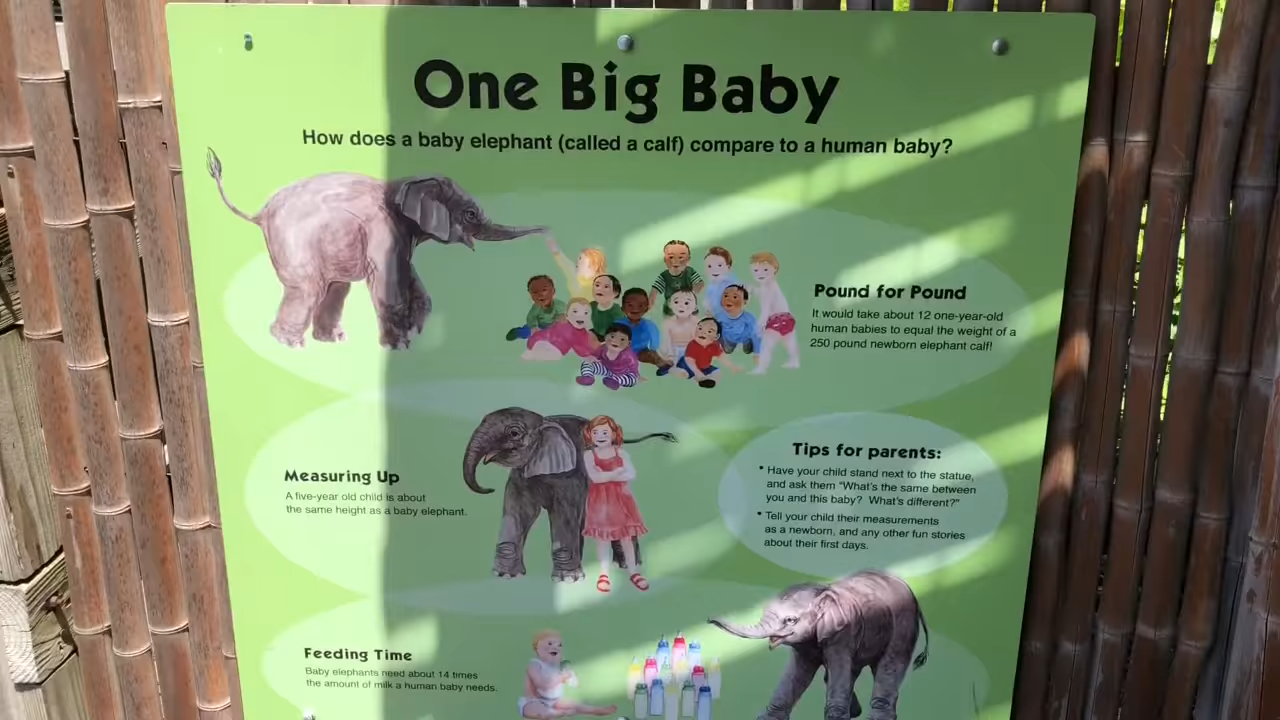 One Big Baby
How does a baby elephant (called a calf) compare to a human baby?
Pound for Pound
It would take about 12 one-year-old
human babies to equal the weight of a
250 pound newborn elephant calf!
Measuring Up
A five-year old child is about
the same height as a baby elephant.
Tips for parents:
• Have your child stand next to the statue,
and ask them "What's the same between
you and this baby?  What's different?"
• Tell your child their measurements
as a newborn, and any other fun stories
about their first days.
Feeding Time
Baby elephants need about 14 times
the amount of milk a human baby needs.